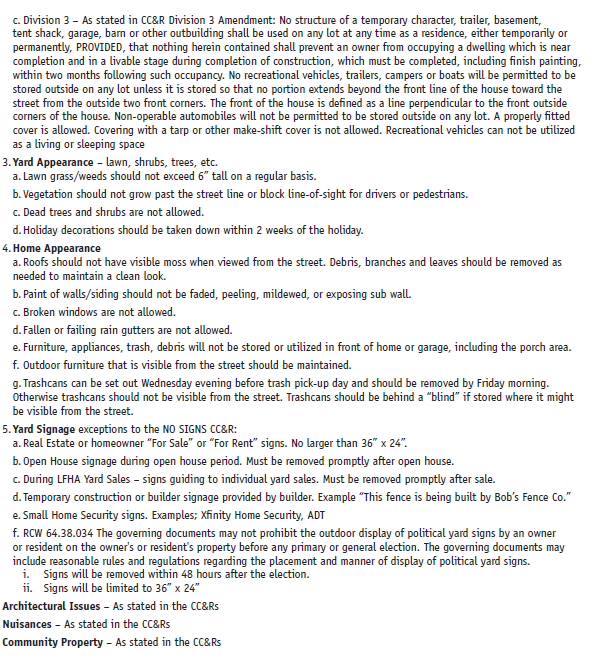 c. Division 3 – As stated in CC&R Division 3 Amendment: No structure of a temporary character, trailer, basement,
tent shack, garage, barn or other outbuilding shall be used on any lot at any time as a residence, either temporarily or
permanently, PROVIDED, that nothing herein contained shall prevent an owner from occupying a dwelling which is near
completion and in a livable stage during completion of construction, which must be completed, including finish painting,
within two months following such occupancy. No recreational vehicles, trailers, campers or boats will be permitted to be
stored outside on any lot unless it is stored so that no portion extends beyond the front line of the house toward the
street from the outside two front corners. The front of the house is defined as a line perpendicular to the front outside
corners of the house. Non-operable automobiles will not be permitted to be stored outside on any lot. A properly fitted
cover is allowed. Covering with a tarp or other make-shift cover is not allowed. Recreational vehicles can not be utilized
as a living or sleeping space
3. Yard Appearance – lawn, shrubs, trees, etc.
a. Lawn grass/weeds should not exceed 6" tall on a regular basis.
b. Vegetation should not grow past the street line or block line-of-sight for drivers or pedestrians.
c. Dead trees and shrubs are not allowed.
d. Holiday decorations should be taken down within 2 weeks of the holiday.
4. Home Appearance
a. Roofs should not have visible moss when viewed from the street. Debris, branches and leaves should be removed as
needed to maintain a clean look.
b. Paint of walls/siding should not be faded, peeling, mildewed, or exposing sub wall.
c. Broken windows are not allowed.
d. Fallen or failing rain gutters are not allowed.
e. Furniture, appliances, trash, debris will not be stored or utilized in front of home or garage, including the porch area.
f. Outdoor furniture that is visible from the street should be maintained.
g. Trashcans can be set out Wednesday evening before trash pick-up day and should be removed by Friday morning.
Otherwise trashcans should not be visible from the street. Trashcans should be behind a "blind" if stored where it might
be visible from the street.
5. Yard Signage exceptions to the NO SIGNS CC&R:
a. Real Estate or homeowner "For Sale" or "For Rent" signs. No larger than 36" x 24".
b. Open House signage during open house period. Must be removed promptly after open house.
c. During LFHA Yard Sales – signs guiding to individual yard sales. Must be removed promptly after sale.
d. Temporary construction or builder signage provided by builder. Example "This fence is being built by Bob's Fence Co."
e. Small Home Security signs. Examples; Xfinity Home Security, ADT
f. RCW 64.38.034 The governing documents may not prohibit the outdoor display of political yard signs by an owner
or resident on the owner's or resident's property before any primary or general election. The governing documents may
include reasonable rules and regulations regarding the placement and manner of display of political yard signs.
i. Signs will be removed within 48 hours after the election.
ii. Signs will be limited to 36" x 24"
Architectural Issues – As stated in the CC&Rs
Nuisances – As stated in the CC&Rs
Community Property – As stated in the CC&Rs